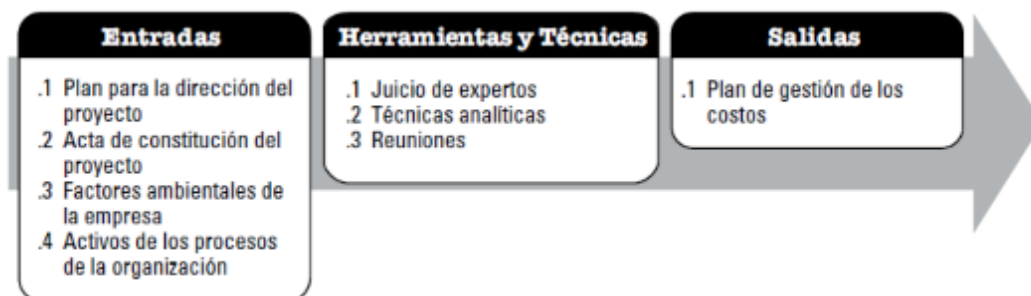 Entradas
.1 Plan para la dirección del
proyecto
.2 Acta de constitución del
proyecto
.3 Factores ambientales de
la empresa
.4 Activos de los procesos
de la organización
Herramientas y Técnicas
.1 Juicio de expertos
.2 Técnicas analíticas
.3 Reuniones
Salidas
.1 Plan de gestión de los
costos